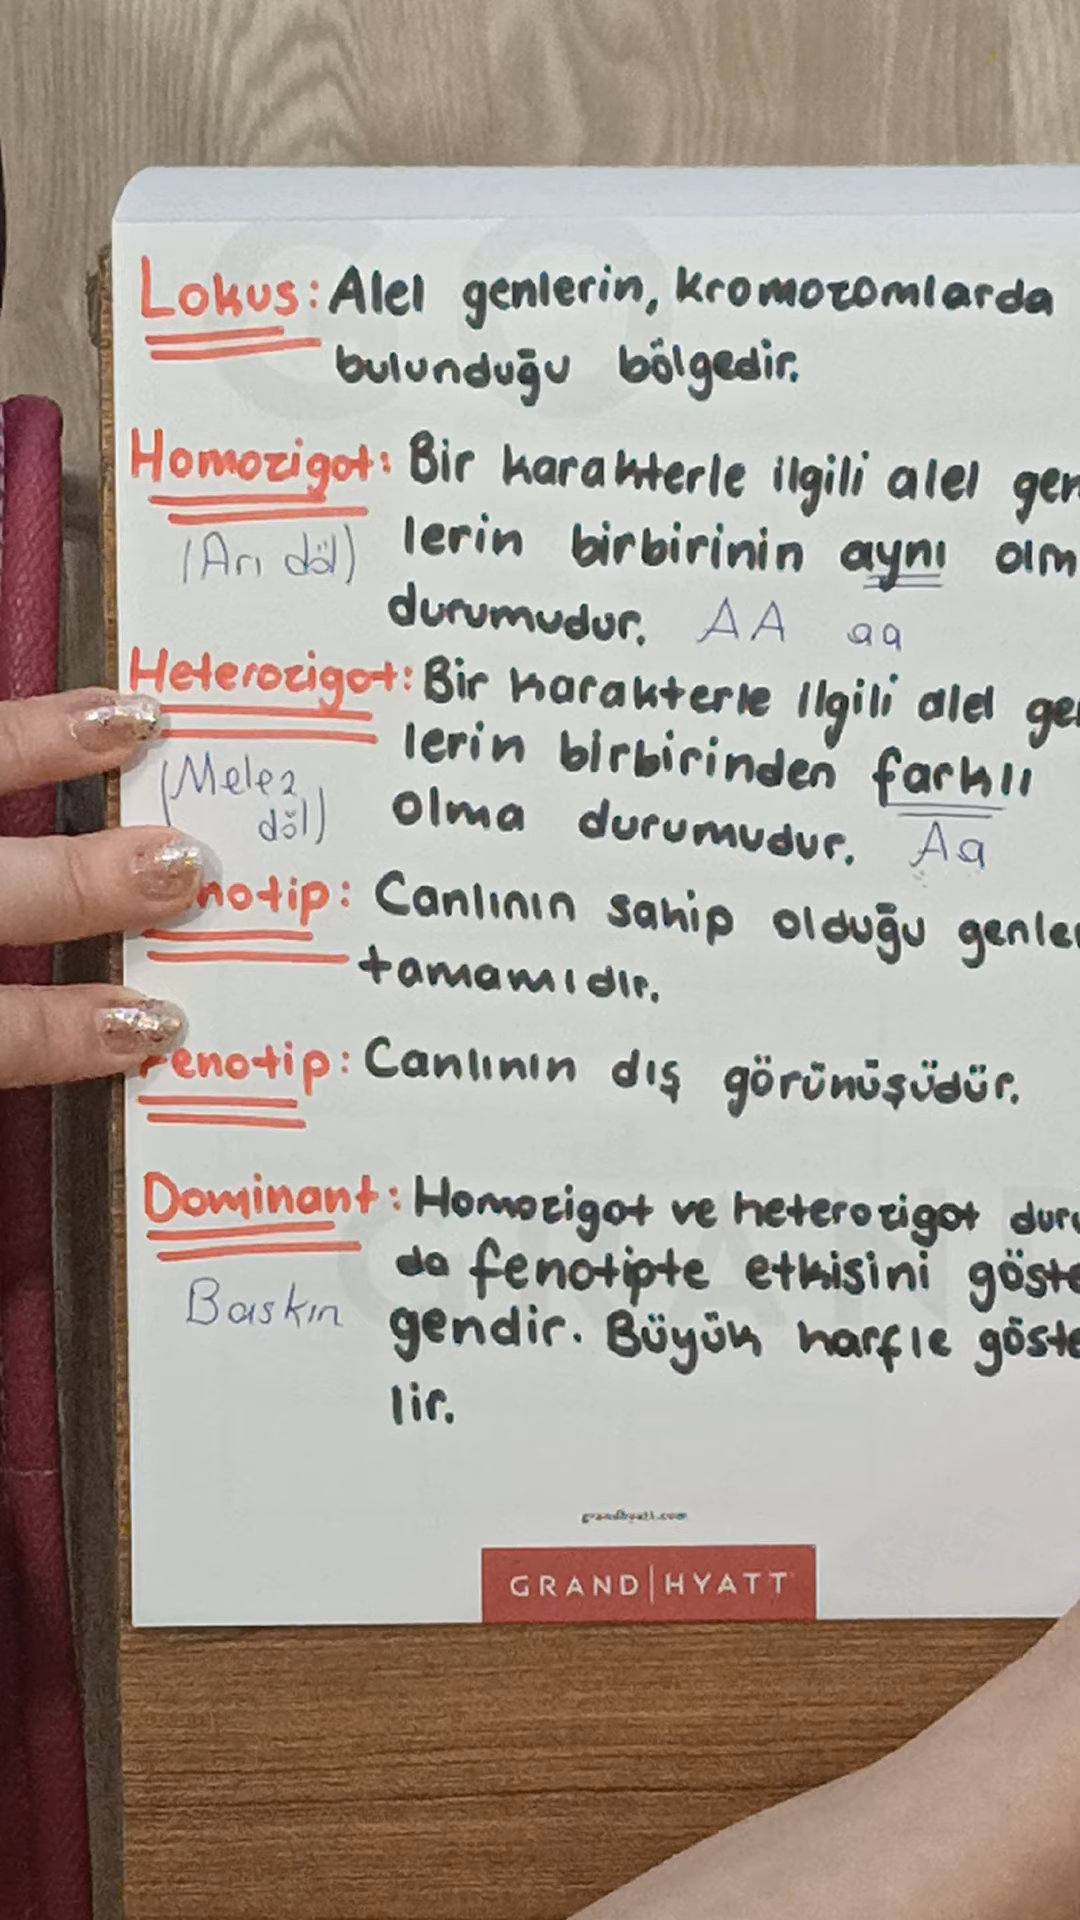 Lokus: Alel genlerin, kromozomlarda
bulunduğu bölgedir.
Homozigot: Bir karakterle ilgili alel gen
(Arı döl) lerin birbirinin aynı olm
durumudur. AA aa
Heterozigot: Bir karakterle Ilgili alel ge
lerin birbirinden farklı
(Melez
döl) olma durumudur. Aa
notip: Canlının sahip olduğu genle
tamamıdır.
enotip: Canlının dış görünüşüdür.
Dominant: Homozigot ve heterozigot dur
da fenotipte etkisini göste
Baskın gendir. Büyük harfle göste
lir.
grandhyatt.com
GRAND|HYATT